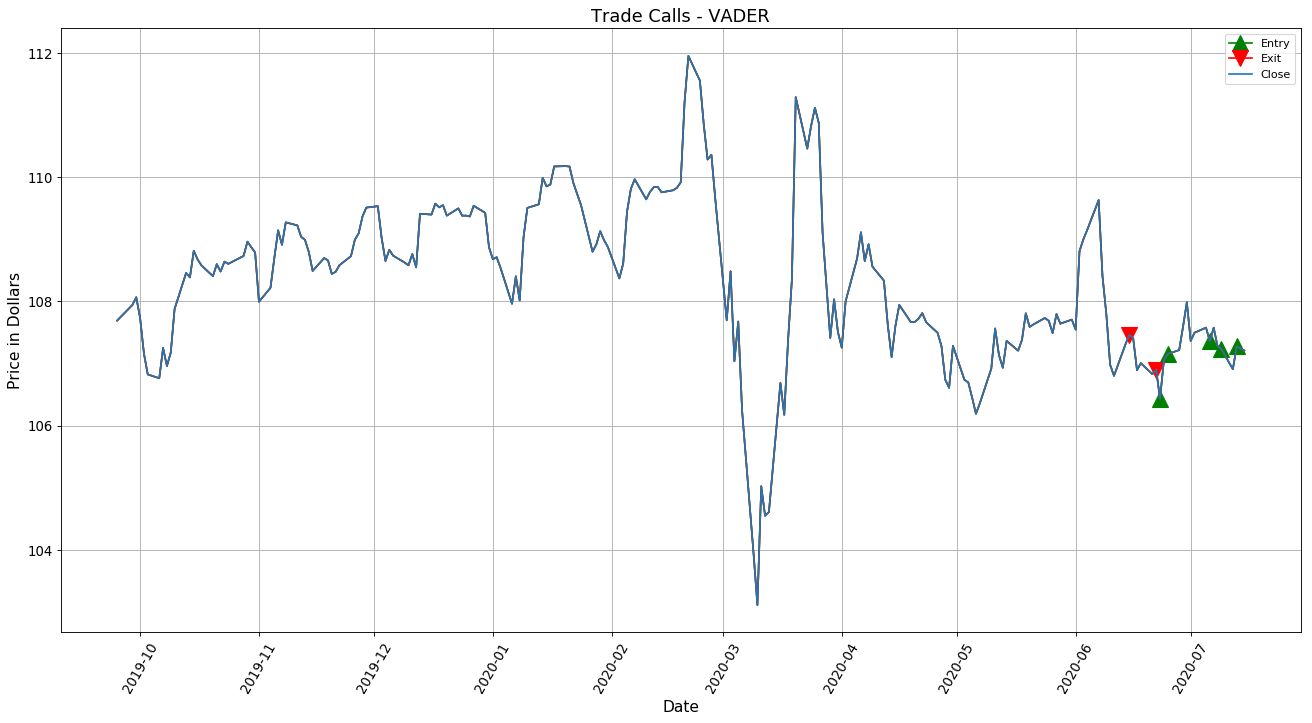 Trade Calls - VADER
Entry
Exit
Close
Price in Dollars
112
110
108
106
104
2019-10
2019-11
2019-12
2020-01
2020-02
2020-03
2020-04
2020-05
2020-06
2020-07
Date